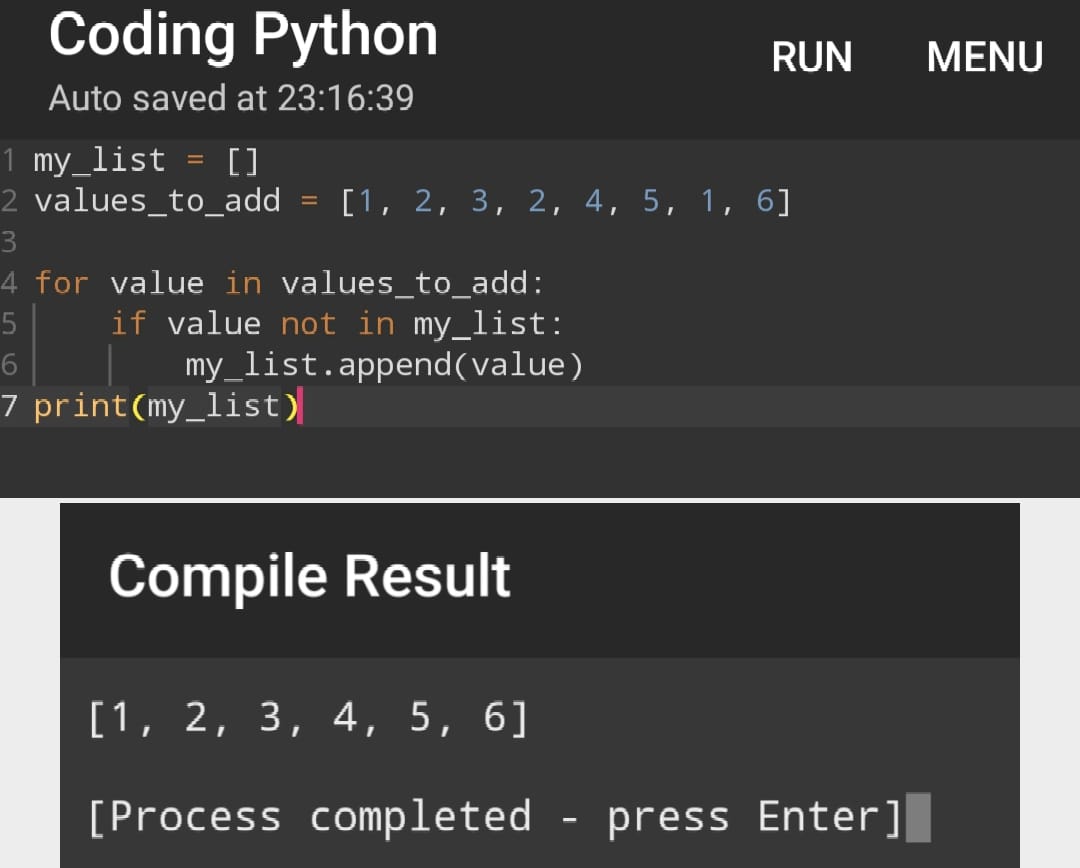 Coding Python
RUN MENU
Auto saved at 23:16:39
1 my_list = []
2 values_to_add = [1, 2, 3, 2, 4, 5, 1, 6]
3
4 for value in values_to_add:
5     if value not in my_list:
6         my_list.append(value)
7 print(my_list)
Compile Result
[1, 2, 3, 4, 5, 6]
[Process completed - press Enter]